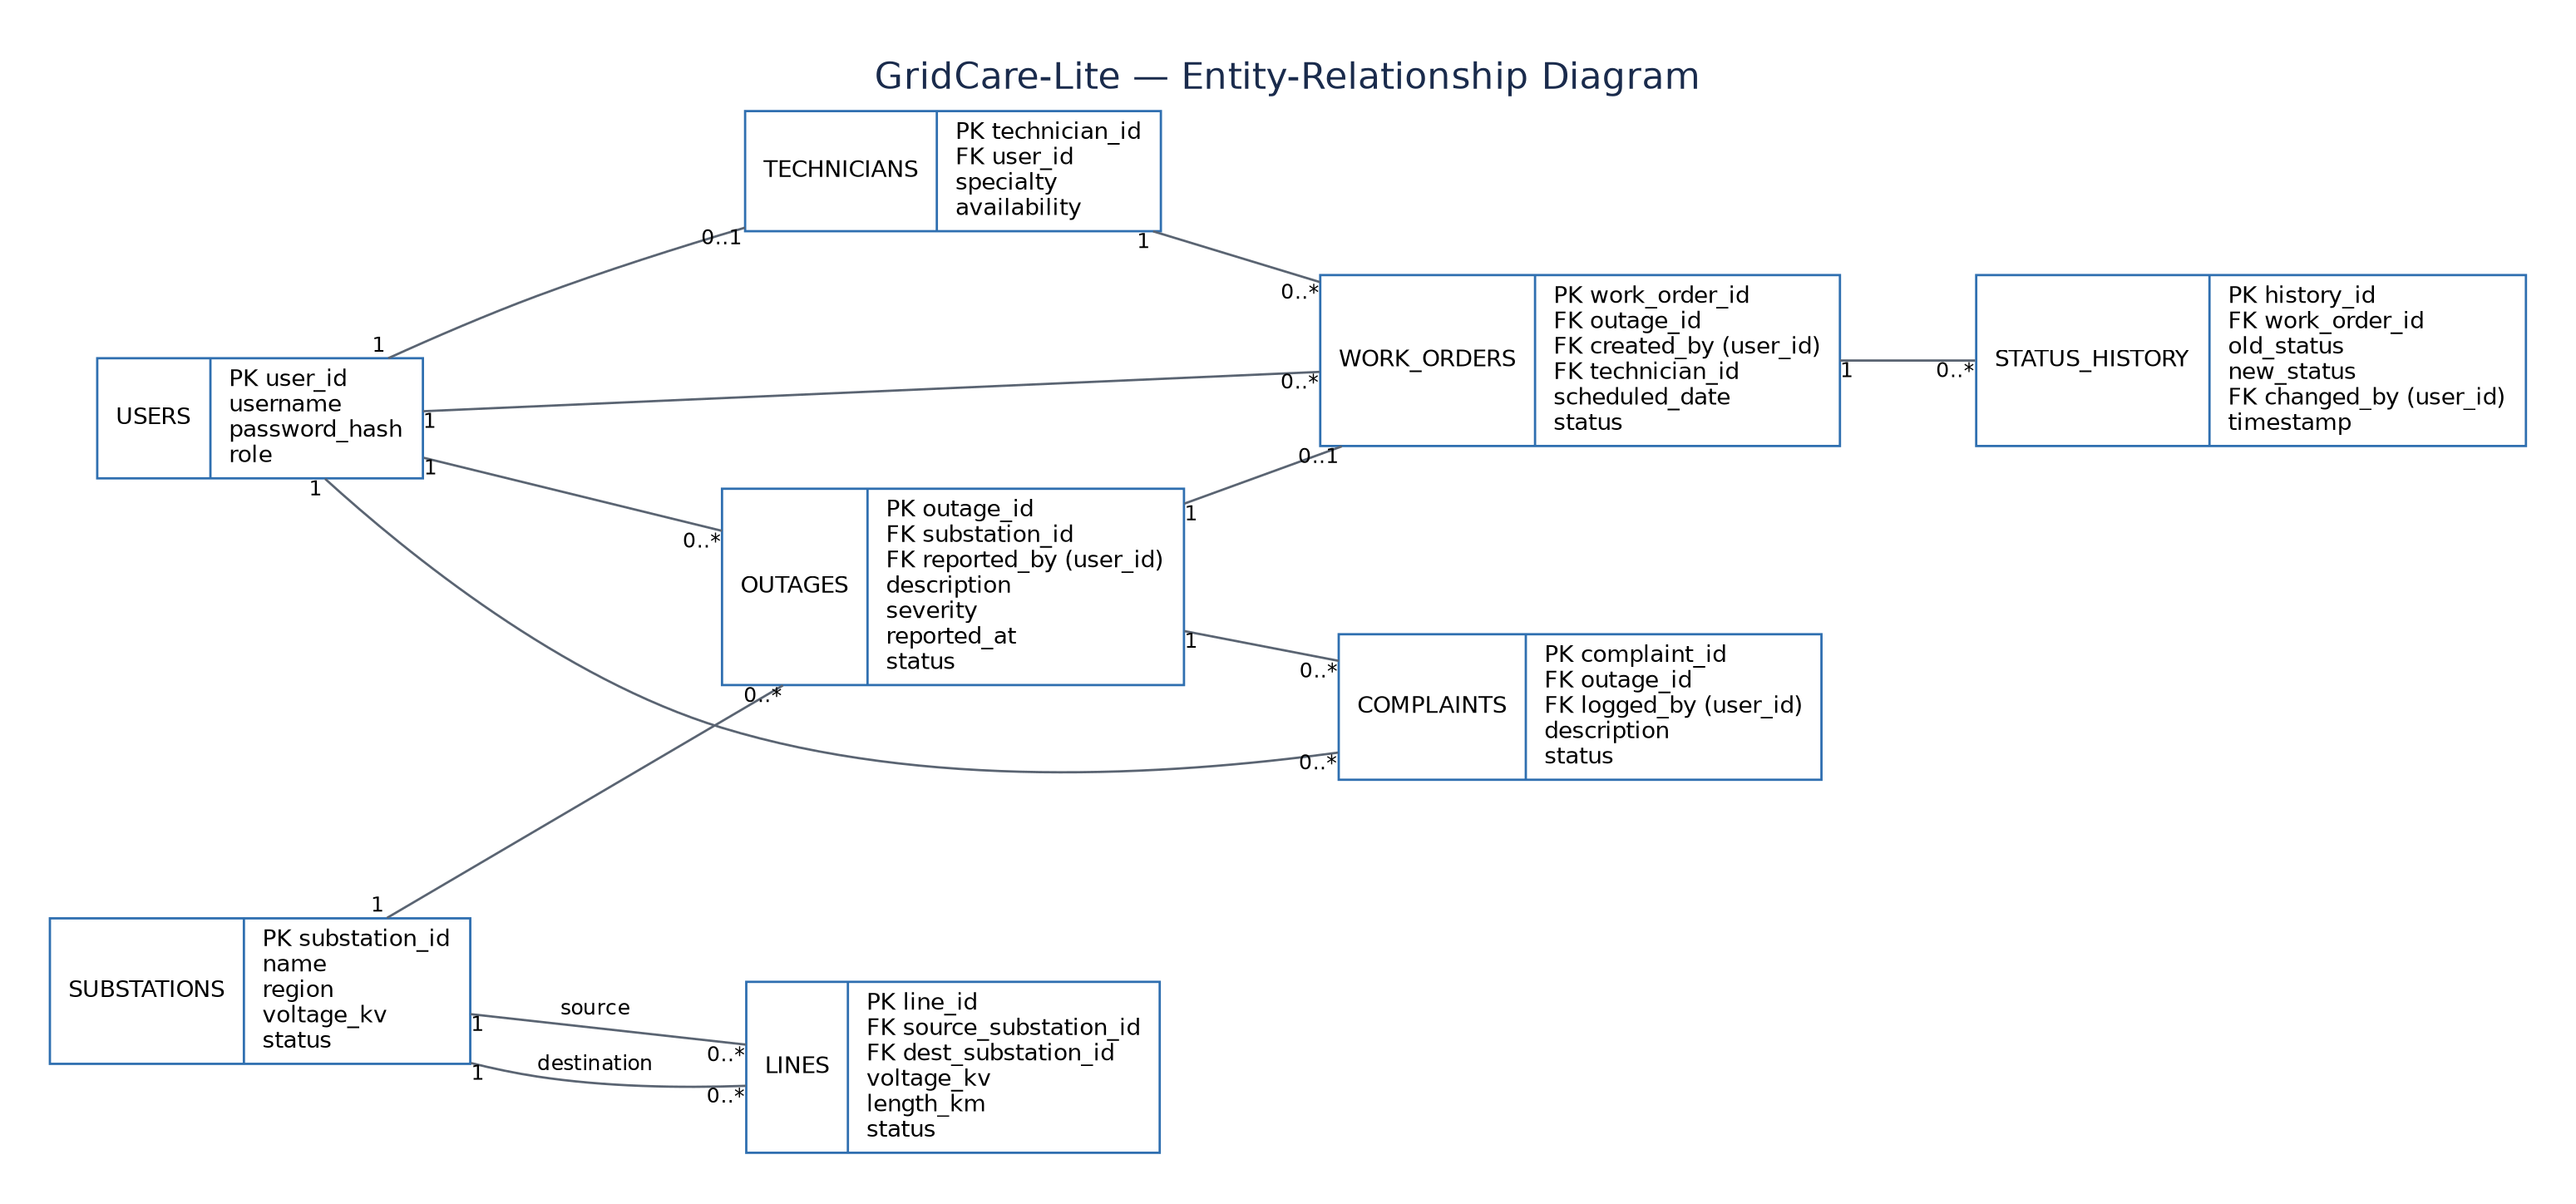 GridCare-Lite — Entity-Relationship Diagram
TECHNICIANS
PK technician_id
FK user_id
specialty
availability
0..1
1
1
0..*
USERS
PK user_id
username
password_hash
role
1
0..*
1
0..*
1
0..*
WORK_ORDERS
PK work_order_id
FK outage_id
FK created_by (user_id)
FK technician_id
scheduled_date
status
1
0..*
STATUS_HISTORY
PK history_id
FK work_order_id
old_status
new_status
FK changed_by (user_id)
timestamp
0..1
1
OUTAGES
PK outage_id
FK substation_id
FK reported_by (user_id)
description
severity
reported_at
status
1
0..*
COMPLAINTS
PK complaint_id
FK outage_id
FK logged_by (user_id)
description
status
0..*
1
SUBSTATIONS
PK substation_id
name
region
voltage_kv
status
source
1
0..*
destination
1
0..*
LINES
PK line_id
FK source_substation_id
FK dest_substation_id
voltage_kv
length_km
status